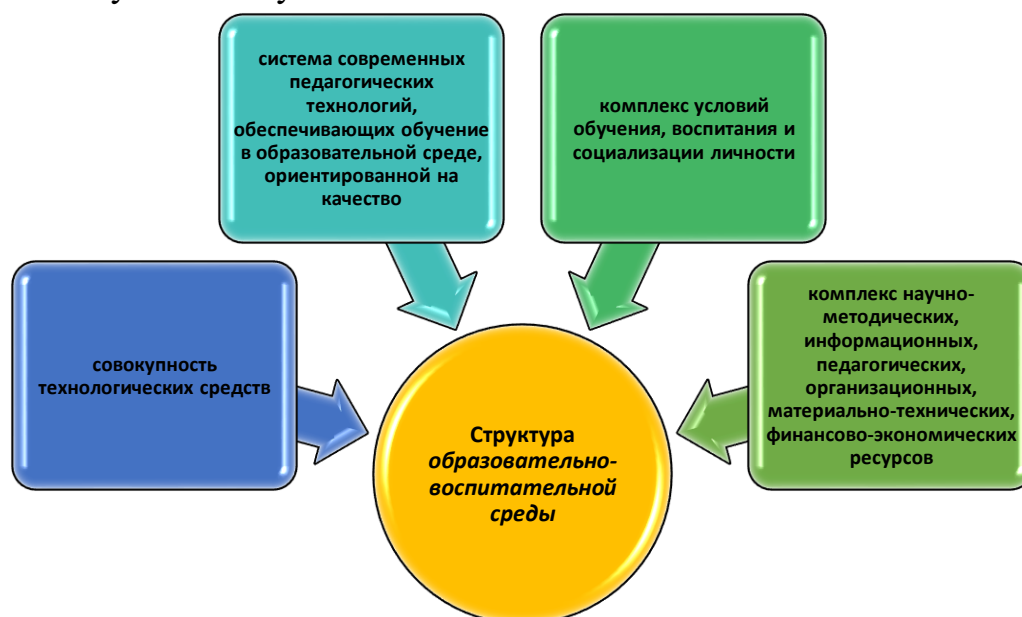 система современных
педагогических
технологий,
обеспечивающих обучение
в образовательной среде,
ориентированной на
качество
комплекс условий
обучения, воспитания и
социализации личности
совокупность
технологических средств
комплекс научно-
методических,
информационных,
педагогических,
организационных,
материально-технических,
финансово-экономических
ресурсов
Структура
образовательно-
воспитательной
среды